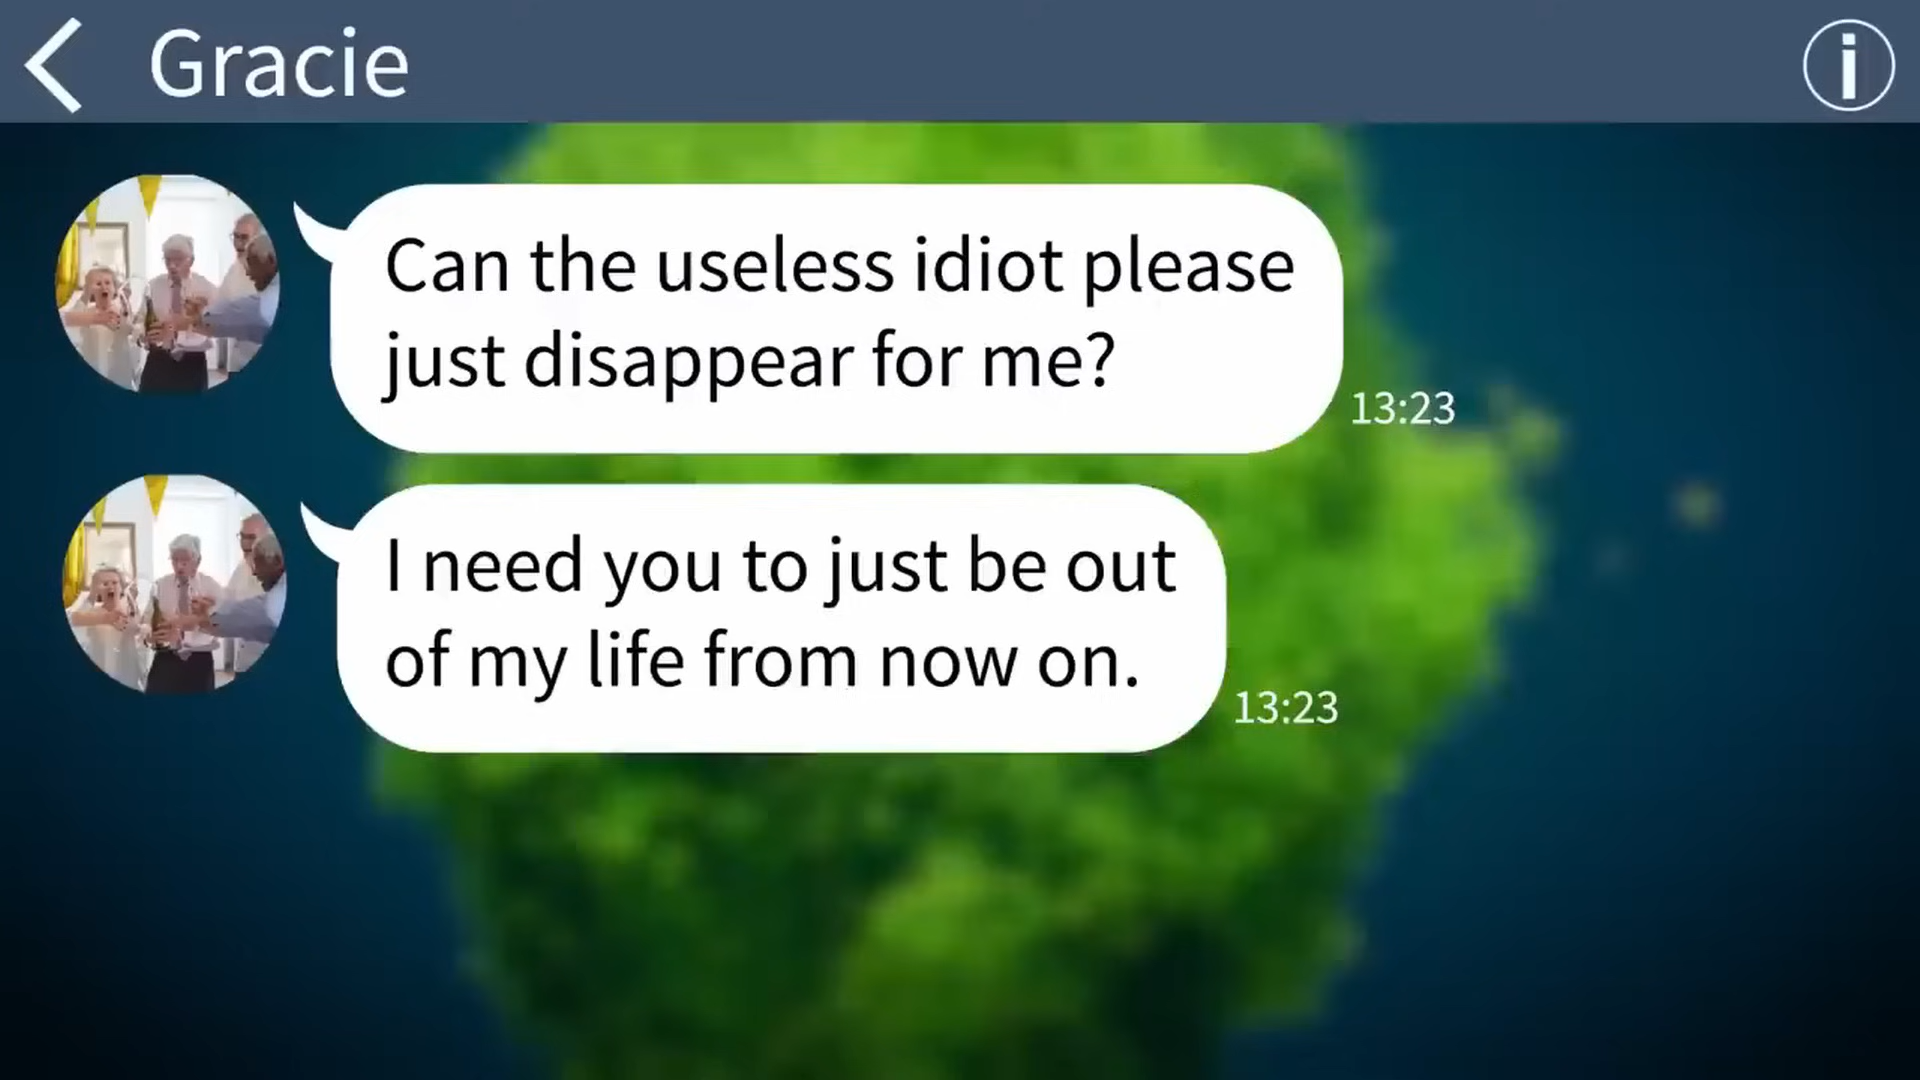 Gracie
Can the useless idiot please
just disappear for me?
13:23
I need you to just be out
of my life from now on.
13:23